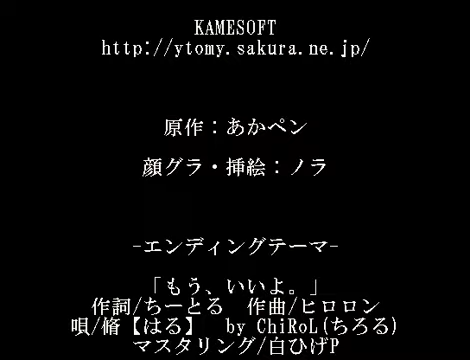 KAMESOFT
http://ytomy.sakura.ne.jp/
原作：あかペン
顔グラ・挿絵：ノラ
-エンディングテーマ-
「もう、いいよ。」
作詞/ちーとる　作曲/ヒロロン
唄/脩【はる】　by ChiRoL(ちろる)
マスタリング/白ひげP